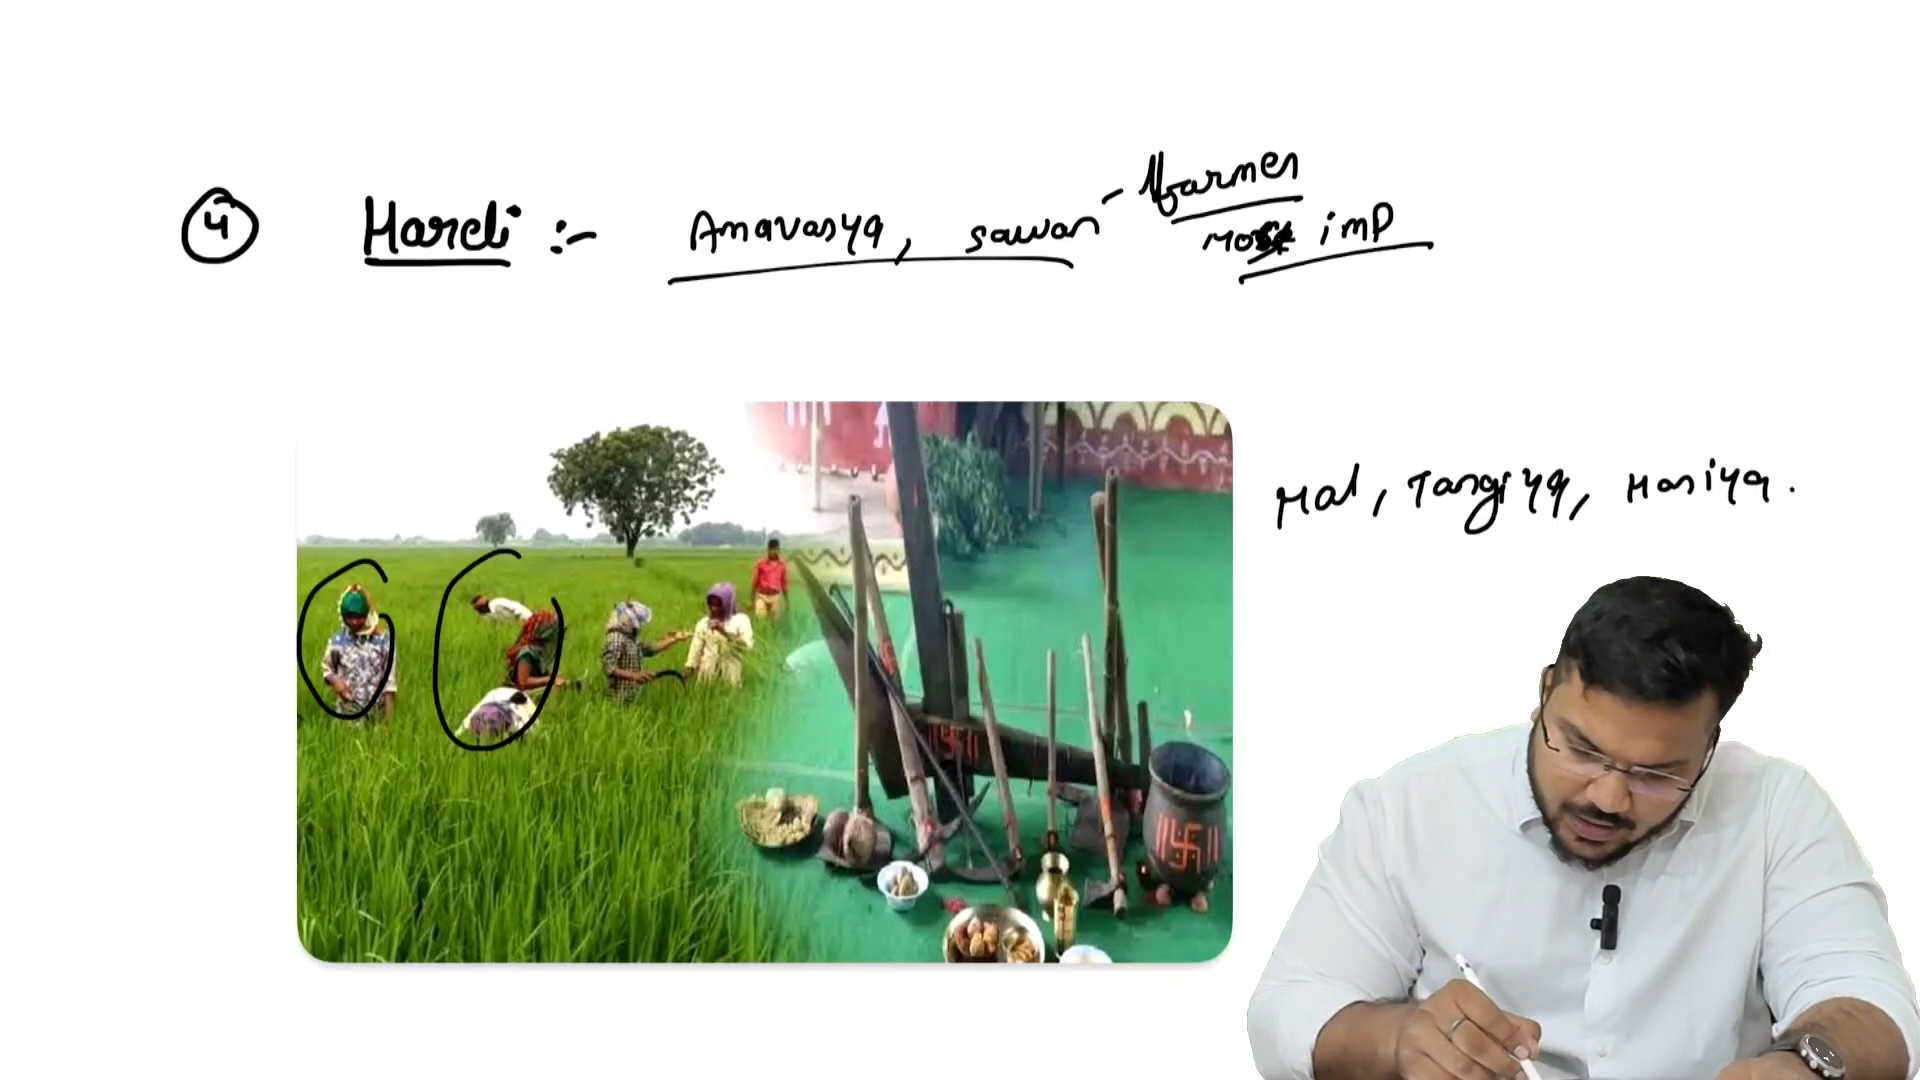 4 Hareli :- Amavasya, sawan - farmer
most imp
Hal, Tangiya, Hasiya.